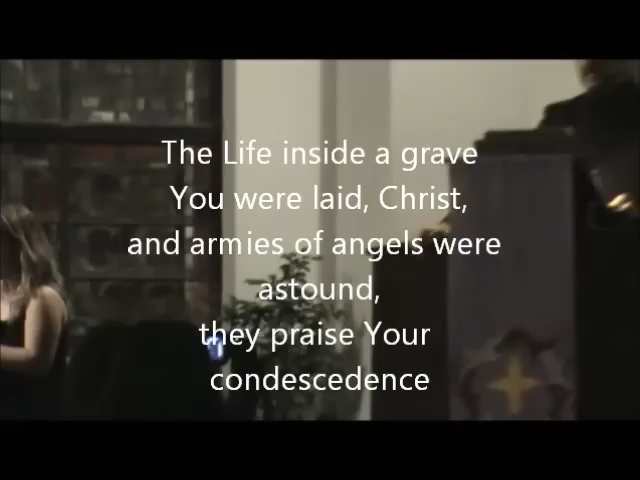 The Life inside a grave
You were laid, Christ,
and armies of angels were
astound,
they praise Your
condescedence